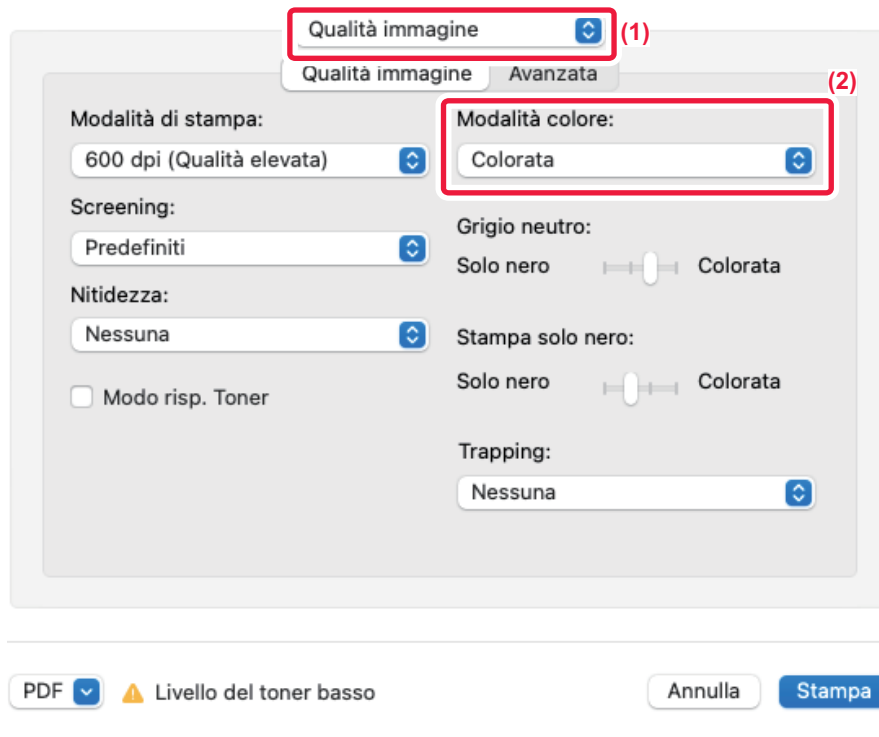 Qualità immagine
(1)
Qualità immagine
Avanzata
(2)
Modalità di stampa:
600 dpi (Qualità elevata)
Screening:
Predefiniti
Nitidezza:
Nessuna
Modo risp. Toner
Modalità colore:
Colorata
Grigio neutro:
Solo nero
Colorata
Stampa solo nero:
Solo nero
Colorata
Trapping:
Nessuna
PDF
Livello del toner basso
Annulla
Stampa